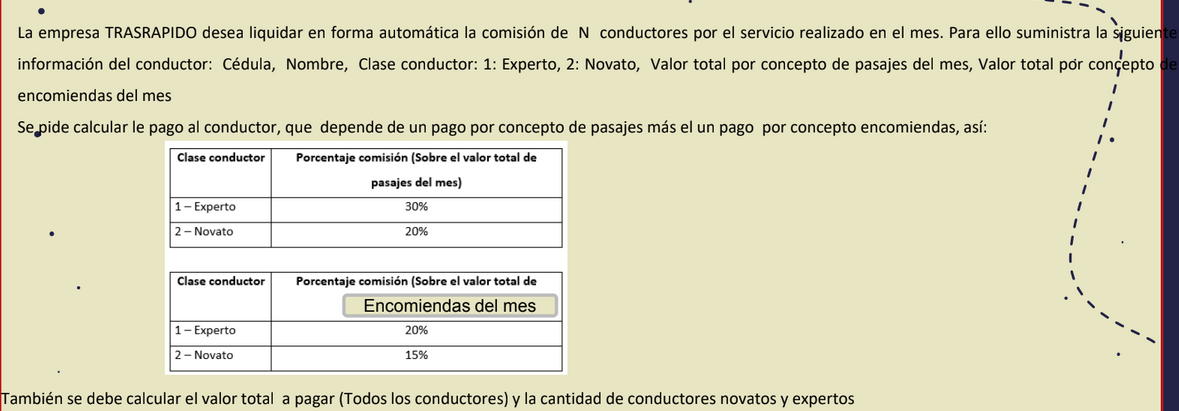 La empresa TRASRAPIDO desea liquidar en forma automática la comisión de N conductores por el servicio realizado en el mes. Para ello suministra la siguiente
información del conductor: Cédula, Nombre, Clase conductor: 1: Experto, 2: Novato, Valor total por concepto de pasajes del mes, Valor total por concepto de
encomiendas del mes
Se pide calcular le pago al conductor, que depende de un pago por concepto de pasajes más el un pago por concepto encomiendas, así:
Clase conductor Porcentaje comisión (Sobre el valor total de
pasajes del mes)
1 – Experto 30%
2 – Novato 20%
Clase conductor Porcentaje comisión (Sobre el valor total de
Encomiendas del mes
1 – Experto 20%
2 – Novato 15%
También se debe calcular el valor total a pagar (Todos los conductores) y la cantidad de conductores novatos y expertos